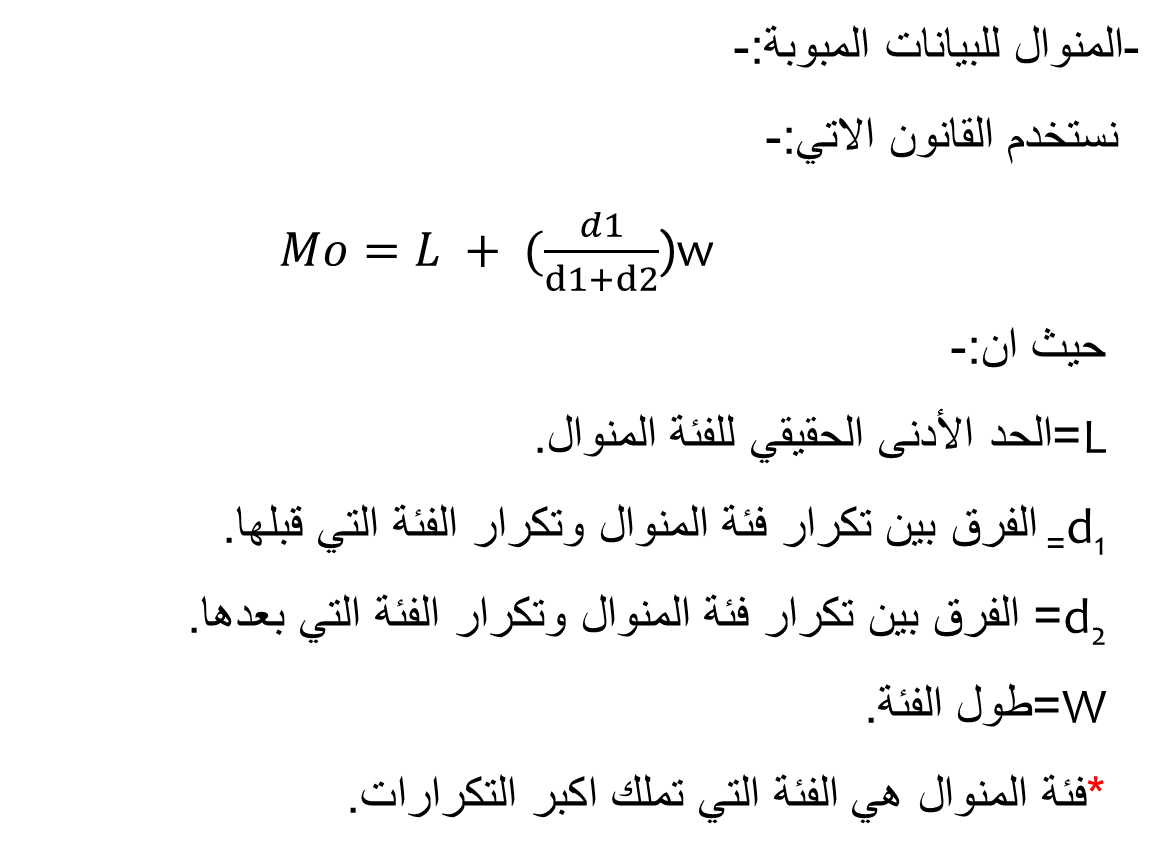 -المنوال للبيانات المبوبة:-
نستخدم القانون الاتي:-
Mo = L + (d1/d1+d2)w
حيث ان:-
L=الحد الأدنى الحقيقي للفئة المنوال.
d₁= الفرق بين تكرار فئة المنوال وتكرار الفئة التي قبلها.
d₂= الفرق بين تكرار فئة المنوال وتكرار الفئة التي بعدها.
W=طول الفئة.
*فئة المنوال هي الفئة التي تملك اكبر التكرارات.